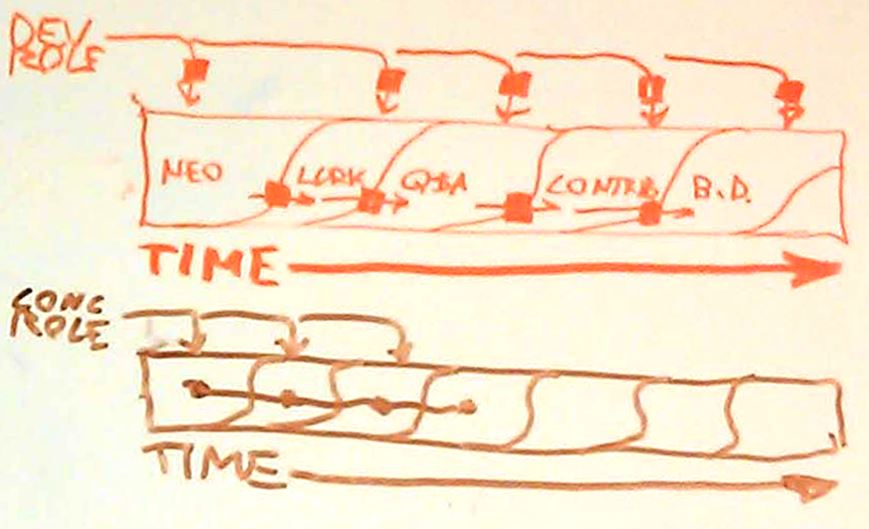 DEV
ROLE
NEO LURK Q&A CONTRIB B.D.
TIME
CONC
ROLE
TIME